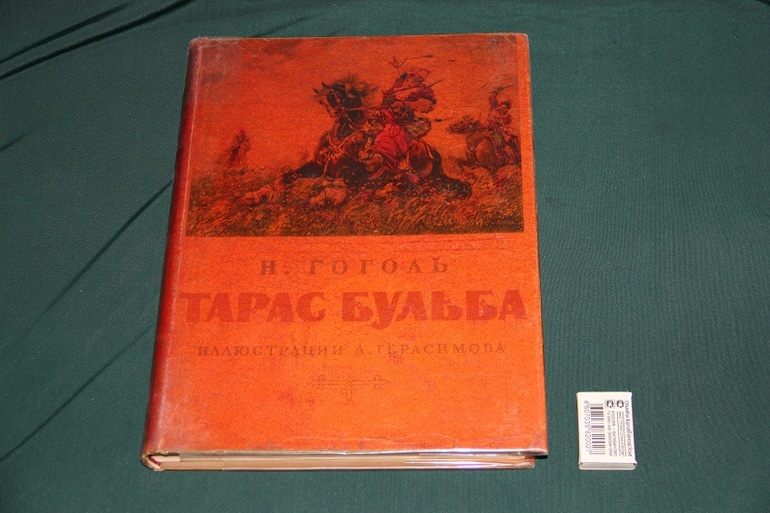 Н. ГОГОЛЬ
ТАРАС БУЛЬБА
ИЛЛЮСТРАЦИИ А. ГЕРАСИМОВА